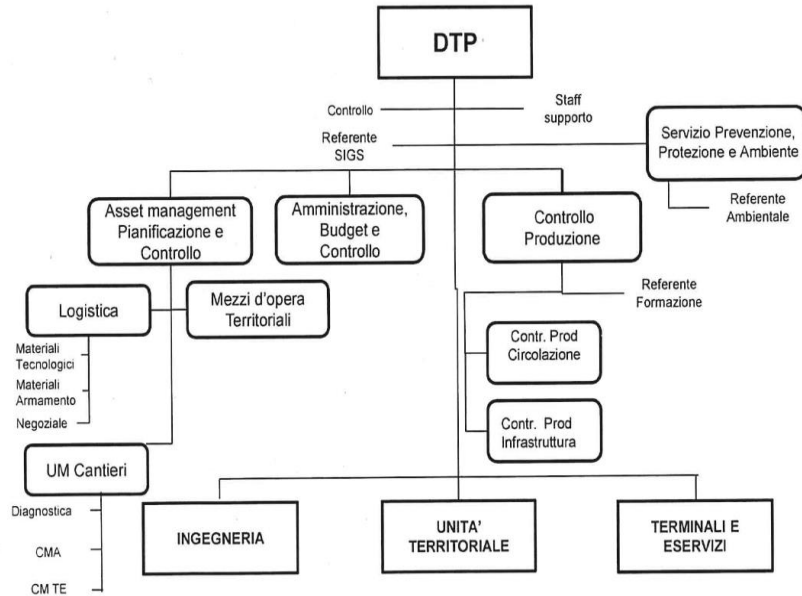 DTP
Controllo
Staff
supporto
Referente
SIGS
Servizio Prevenzione,
Protezione e Ambiente
Referente
Ambientale
Asset management
Pianificazione e
Controllo
Amministrazione,
Budget e
Controllo
Controllo
Produzione
Referente
Formazione
Logistica
Mezzi d'opera
Territoriali
Materiali
Tecnologici
Materiali
Armamento
Negoziale
Contr. Prod
Circolazione
Contr. Prod
Infrastruttura
UM Cantieri
Diagnostica
CMA
CM TE
INGEGNERIA
UNITA'
TERRITORIALE
TERMINALI E
ESERVIZI